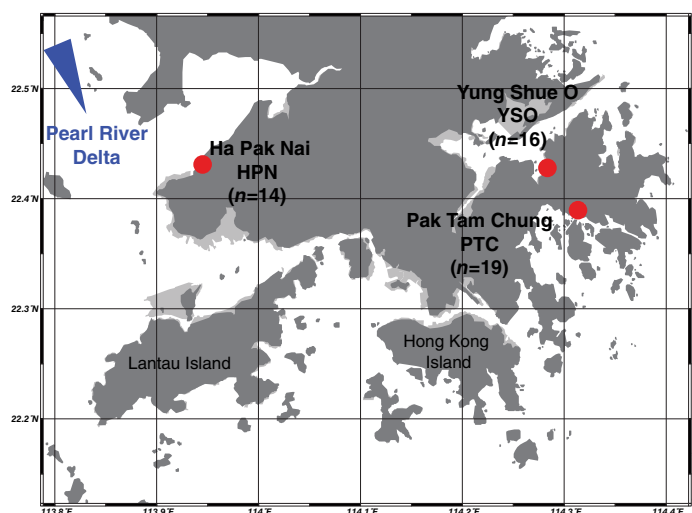 22.5°N
22.4°N
22.3°N
22.2°N
Pearl River
Delta
Ha Pak Nai
HPN
(n=14)
Yung Shue O
YSO
(n=16)
Pak Tam Chung
PTC
(n=19)
Lantau Island
Hong Kong
Island
113.8°E
113.9°E
114°E
114.1°E
114.2°E
114.3°E
114.4°E